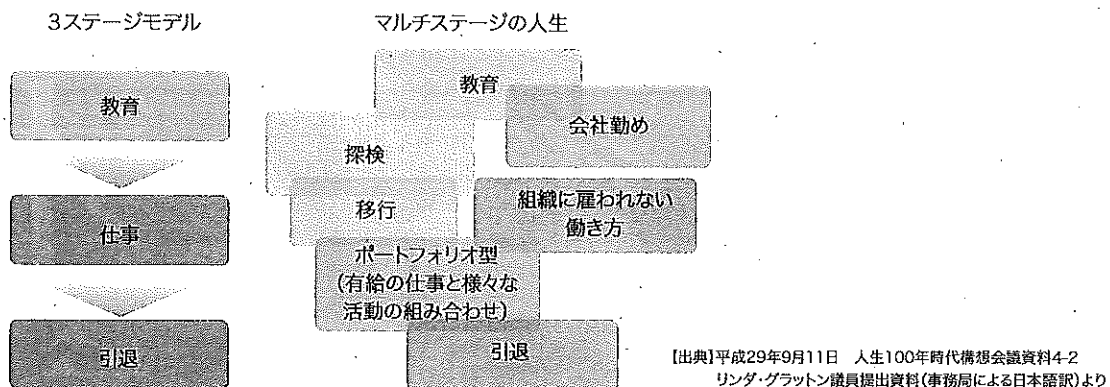 3ステージモデル
教育
仕事
引退
マルチステージの人生
教育
会社勤め
探検
移行
組織に雇われない
働き方
ポートフォリオ型
(有給の仕事と様々な
活動の組み合わせ)
引退
【出典】平成29年9月11日 人生100年時代構想会議資料4-2
リンダ・グラットン議員提出資料(事務局による日本語訳)より